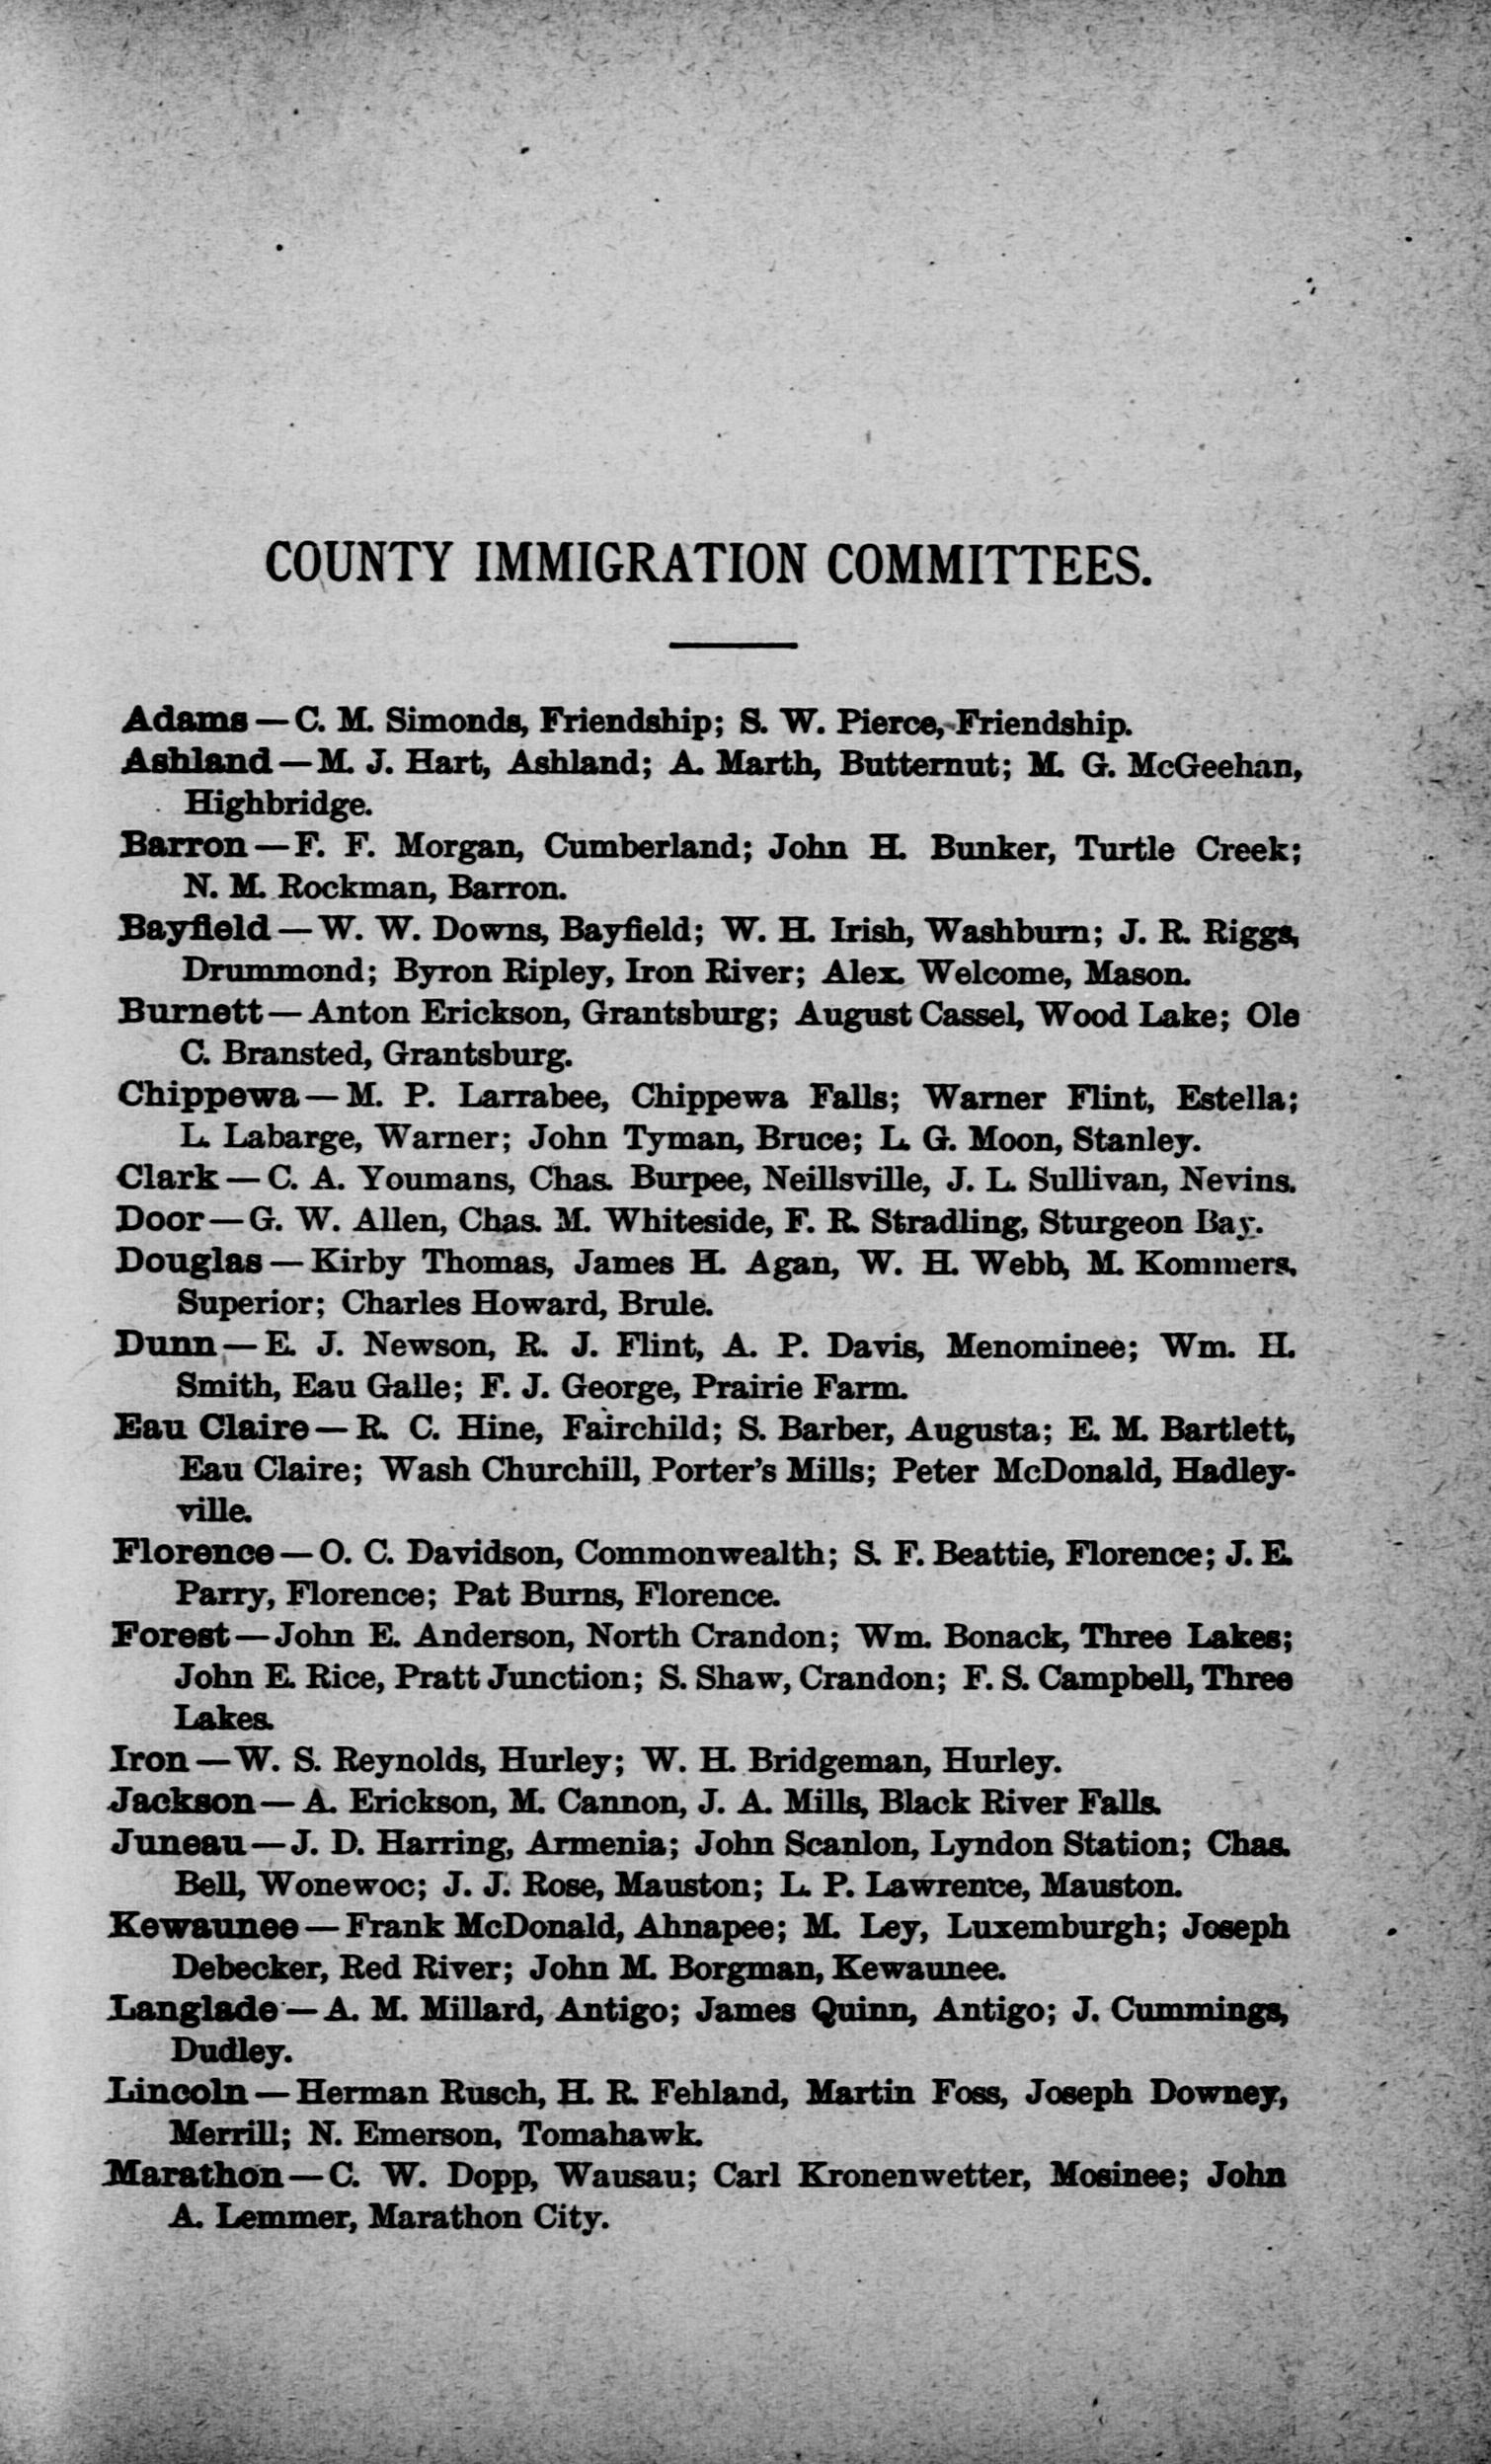 COUNTY IMMIGRATION COMMITTEES.
Adams — C. M. Simonds, Friendship; S. W. Pierce, Friendship.
Ashland — M. J. Hart, Ashland; A. Marth, Butternut; M. G. McGeehan,
Highbridge.
Barron — F. F. Morgan, Cumberland; John H. Bunker, Turtle Creek;
N. M. Rockman, Barron.
Bayfield — W. W. Downs, Bayfield; W. H. Irish, Washburn; J. R. Riggs,
Drummond; Byron Ripley, Iron River; Alex. Welcome, Mason.
Burnett — Anton Erickson, Grantsburg; August Cassel, Wood Lake; Ole
C. Bransted, Grantsburg.
Chippewa — M. P. Larrabee, Chippewa Falls; Warner Flint, Estella;
L. Labarge, Warner; John Tyman, Bruce; L. G. Moon, Stanley.
Clark — C. A. Youmans, Chas. Burpee, Neillsville, J. L. Sullivan, Nevins.
Door — G. W. Allen, Chas. M. Whiteside, F. R. Stradling, Sturgeon Bay.
Douglas — Kirby Thomas, James H. Agan, W. H. Webb, M. Kommers,
Superior; Charles Howard, Brule.
Dunn — E. J. Newson, R. J. Flint, A. P. Davis, Menominee; Wm. H.
Smith, Eau Galle; F. J. George, Prairie Farm.
Eau Claire — R. C. Hine, Fairchild; S. Barber, Augusta; E. M. Bartlett,
Eau Claire; Wash Churchill, Porter's Mills; Peter McDonald, Hadley-
ville.
Florence — O. C. Davidson, Commonwealth; S. F. Beattie, Florence; J. E.
Parry, Florence; Pat Burns, Florence.
Forest — John E. Anderson, North Crandon; Wm. Bonack, Three Lakes;
John E. Rice, Pratt Junction; S. Shaw, Crandon; F. S. Campbell, Three
Lakes.
Iron — W. S. Reynolds, Hurley; W. H. Bridgeman, Hurley.
Jackson — A. Erickson, M. Cannon, J. A. Mills, Black River Falls.
Juneau — J. D. Harring, Armenia; John Scanlon, Lyndon Station; Chas.
Bell, Wonewoc; J. J. Rose, Mauston; L. P. Lawrence, Mauston.
Kewaunee — Frank McDonald, Ahnapee; M. Ley, Luxemburgh; Joseph
Debecker, Red River; John M. Borgman, Kewaunee.
Langlade — A. M. Millard, Antigo; James Quinn, Antigo; J. Cummings,
Dudley.
Lincoln — Herman Rusch, H. R. Fehland, Martin Foss, Joseph Downey,
Merrill; N. Emerson, Tomahawk.
Marathon — C. W. Dopp, Wausau; Carl Kronenwetter, Mosinee; John
A. Lemmer, Marathon City.